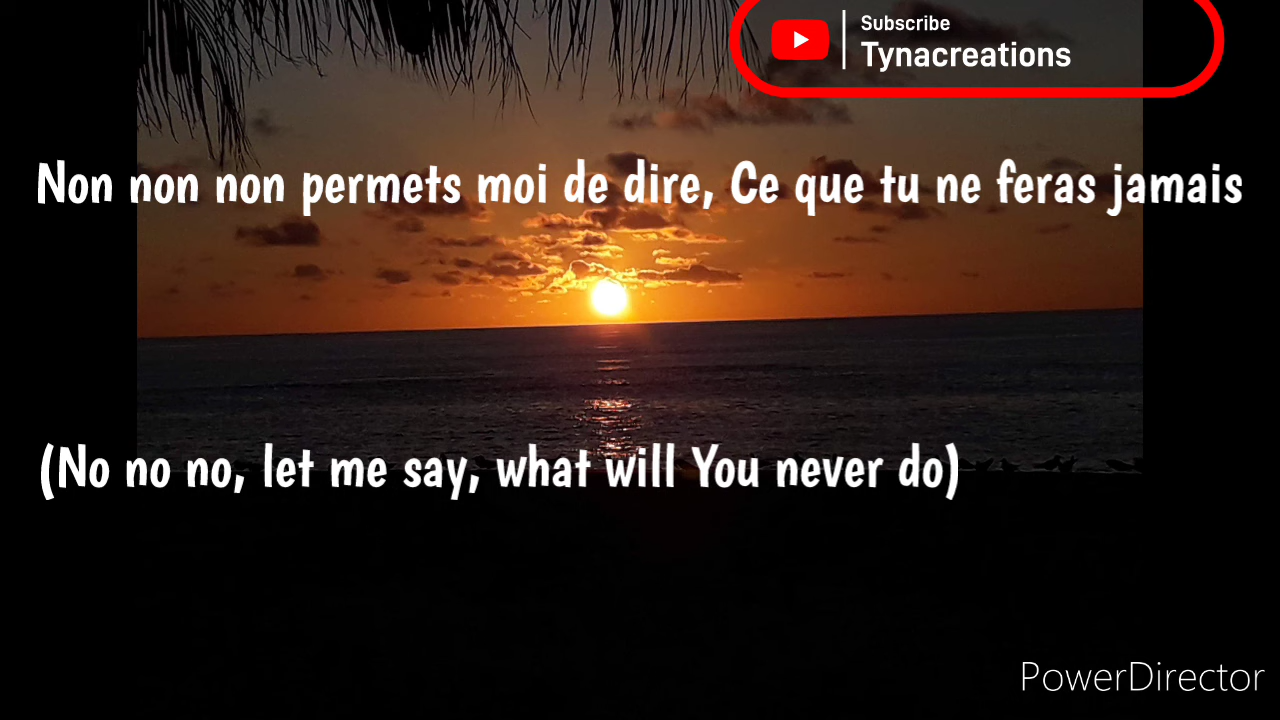 Subscribe
Tynacreations
Non non non permets moi de dire, Ce que tu ne feras jamais
(No no no, let me say, what will You never do)
PowerDirector